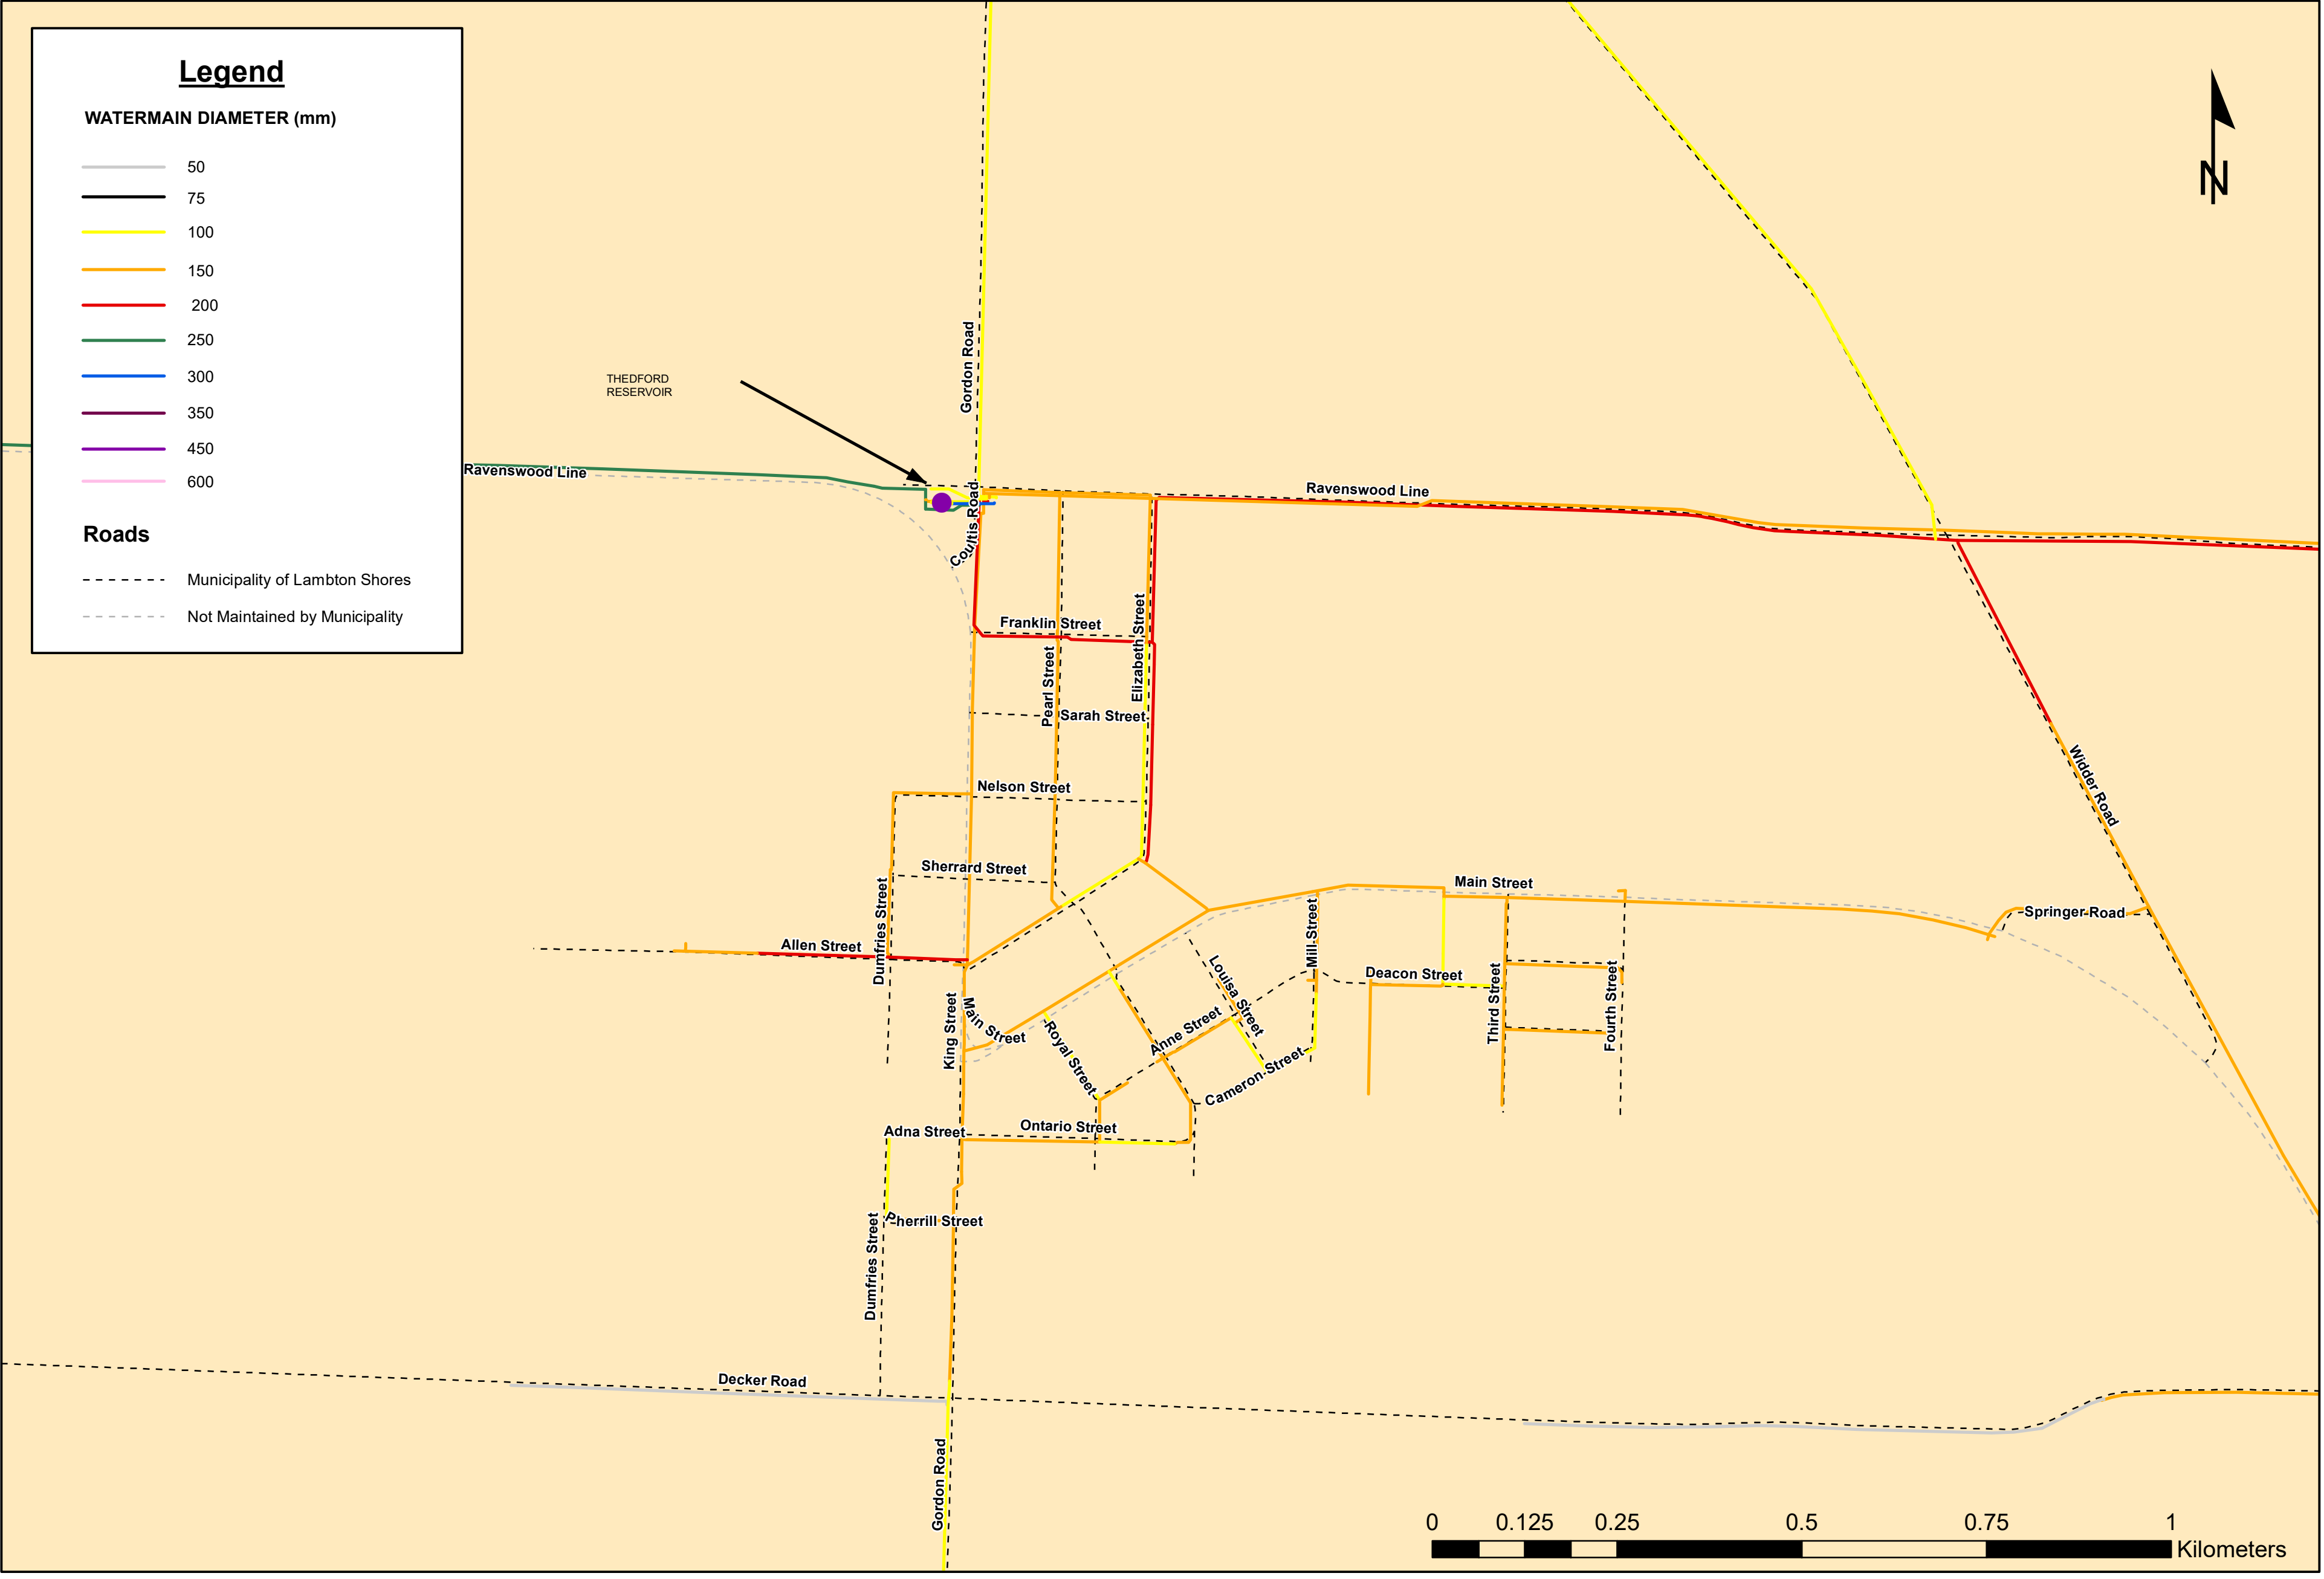 Legend
WATERMAIN DIAMETER (mm)
50
75
100
150
200
250
300
350
450
600
Roads
Municipality of Lambton Shores
Not Maintained by Municipality
N
THEDFORD
RESERVOIR
Gordon Road
Ravenswood Line
Ravenswood Line
Coultis Road
Franklin Street
Elizabeth Street
Pearl Street
Sarah Street
Nelson Street
Widder Road
Sherrard Street
Main Street
Dumfries Street
Springer Road
Allen Street
Mill Street
Louisa Street
Deacon Street
Third Street
Fourth Street
King Street
Main Street
Royal Street
Anne Street
Cameron Street
Adna Street
Ontario Street
Pherrill Street
Dumfries Street
Decker Road
Gordon Road
0 0.125 0.25 0.5 0.75 1
Kilometers